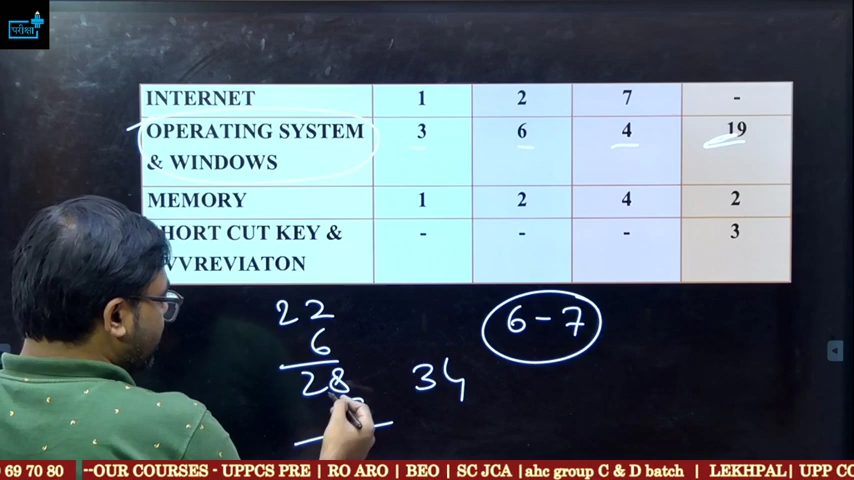 परीक्षा
INTERNET 1 2 7 -
OPERATING SYSTEM & WINDOWS 3 6 4 19
MEMORY 1 2 4 2
HORT CUT KEY &
VVREVIATON - - - 3
22
6
28
34
6-7
69 70 80 --OUR COURSES - UPPCS PRE | RO ARO | BEO | SC JCA |ahc group C & D batch | LEKHPAL| UPP CO